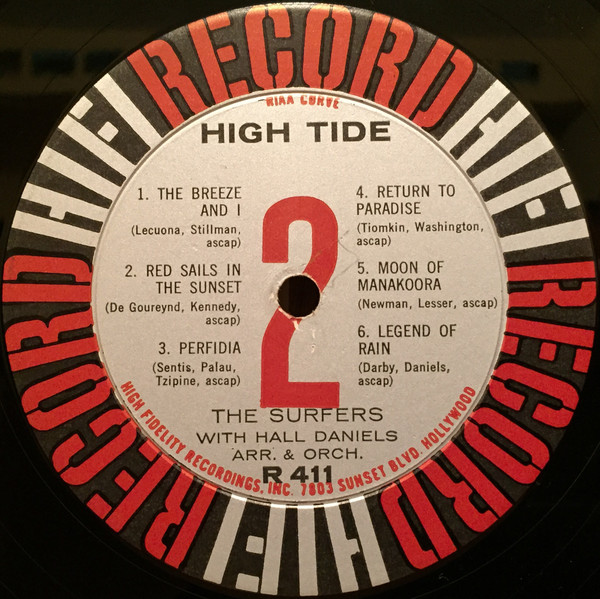 HIFI RECORD HIFI RECORD HIFI RECORD
RIAA CURVE
HIGH TIDE
1. THE BREEZE
AND I
(Lecuona, Stillman,
ascap)
2. RED SAILS IN
THE SUNSET
(De Goureynd, Kennedy,
ascap)
3. PERFIDIA
(Sentis, Palau,
Tzipine, ascap)
2
4. RETURN TO
PARADISE
(Tiomkin, Washington,
ascap)
5. MOON OF
MANAKOORA
(Newman, Lesser, ascap)
6. LEGEND OF
RAIN
(Darby, Daniels,
ascap)
THE SURFERS
WITH HALL DANIELS
ARR. & ORCH.
R 411
HIGH FIDELITY RECORDINGS, INC. 7803 SUNSET BLVD. HOLLYWOOD